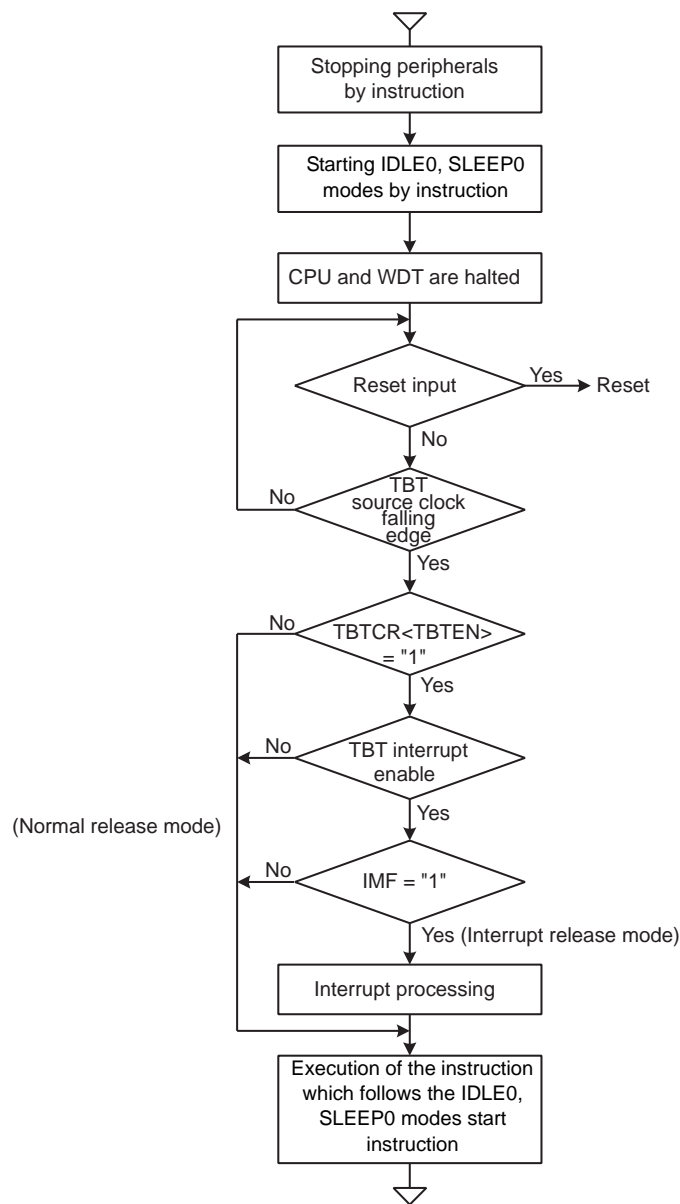 Stopping peripherals
by instruction
Starting IDLE0, SLEEP0
modes by instruction
CPU and WDT are halted
Reset input
Yes
Reset
No
No
TBT
source clock
falling
edge
Yes
No
TBTCR<TBTEN>
= "1"
Yes
No
TBT interrupt
enable
(Normal release mode)
Yes
No
IMF = "1"
Yes (Interrupt release mode)
Interrupt processing
Execution of the instruction
which follows the IDLE0,
SLEEP0 modes start
instruction